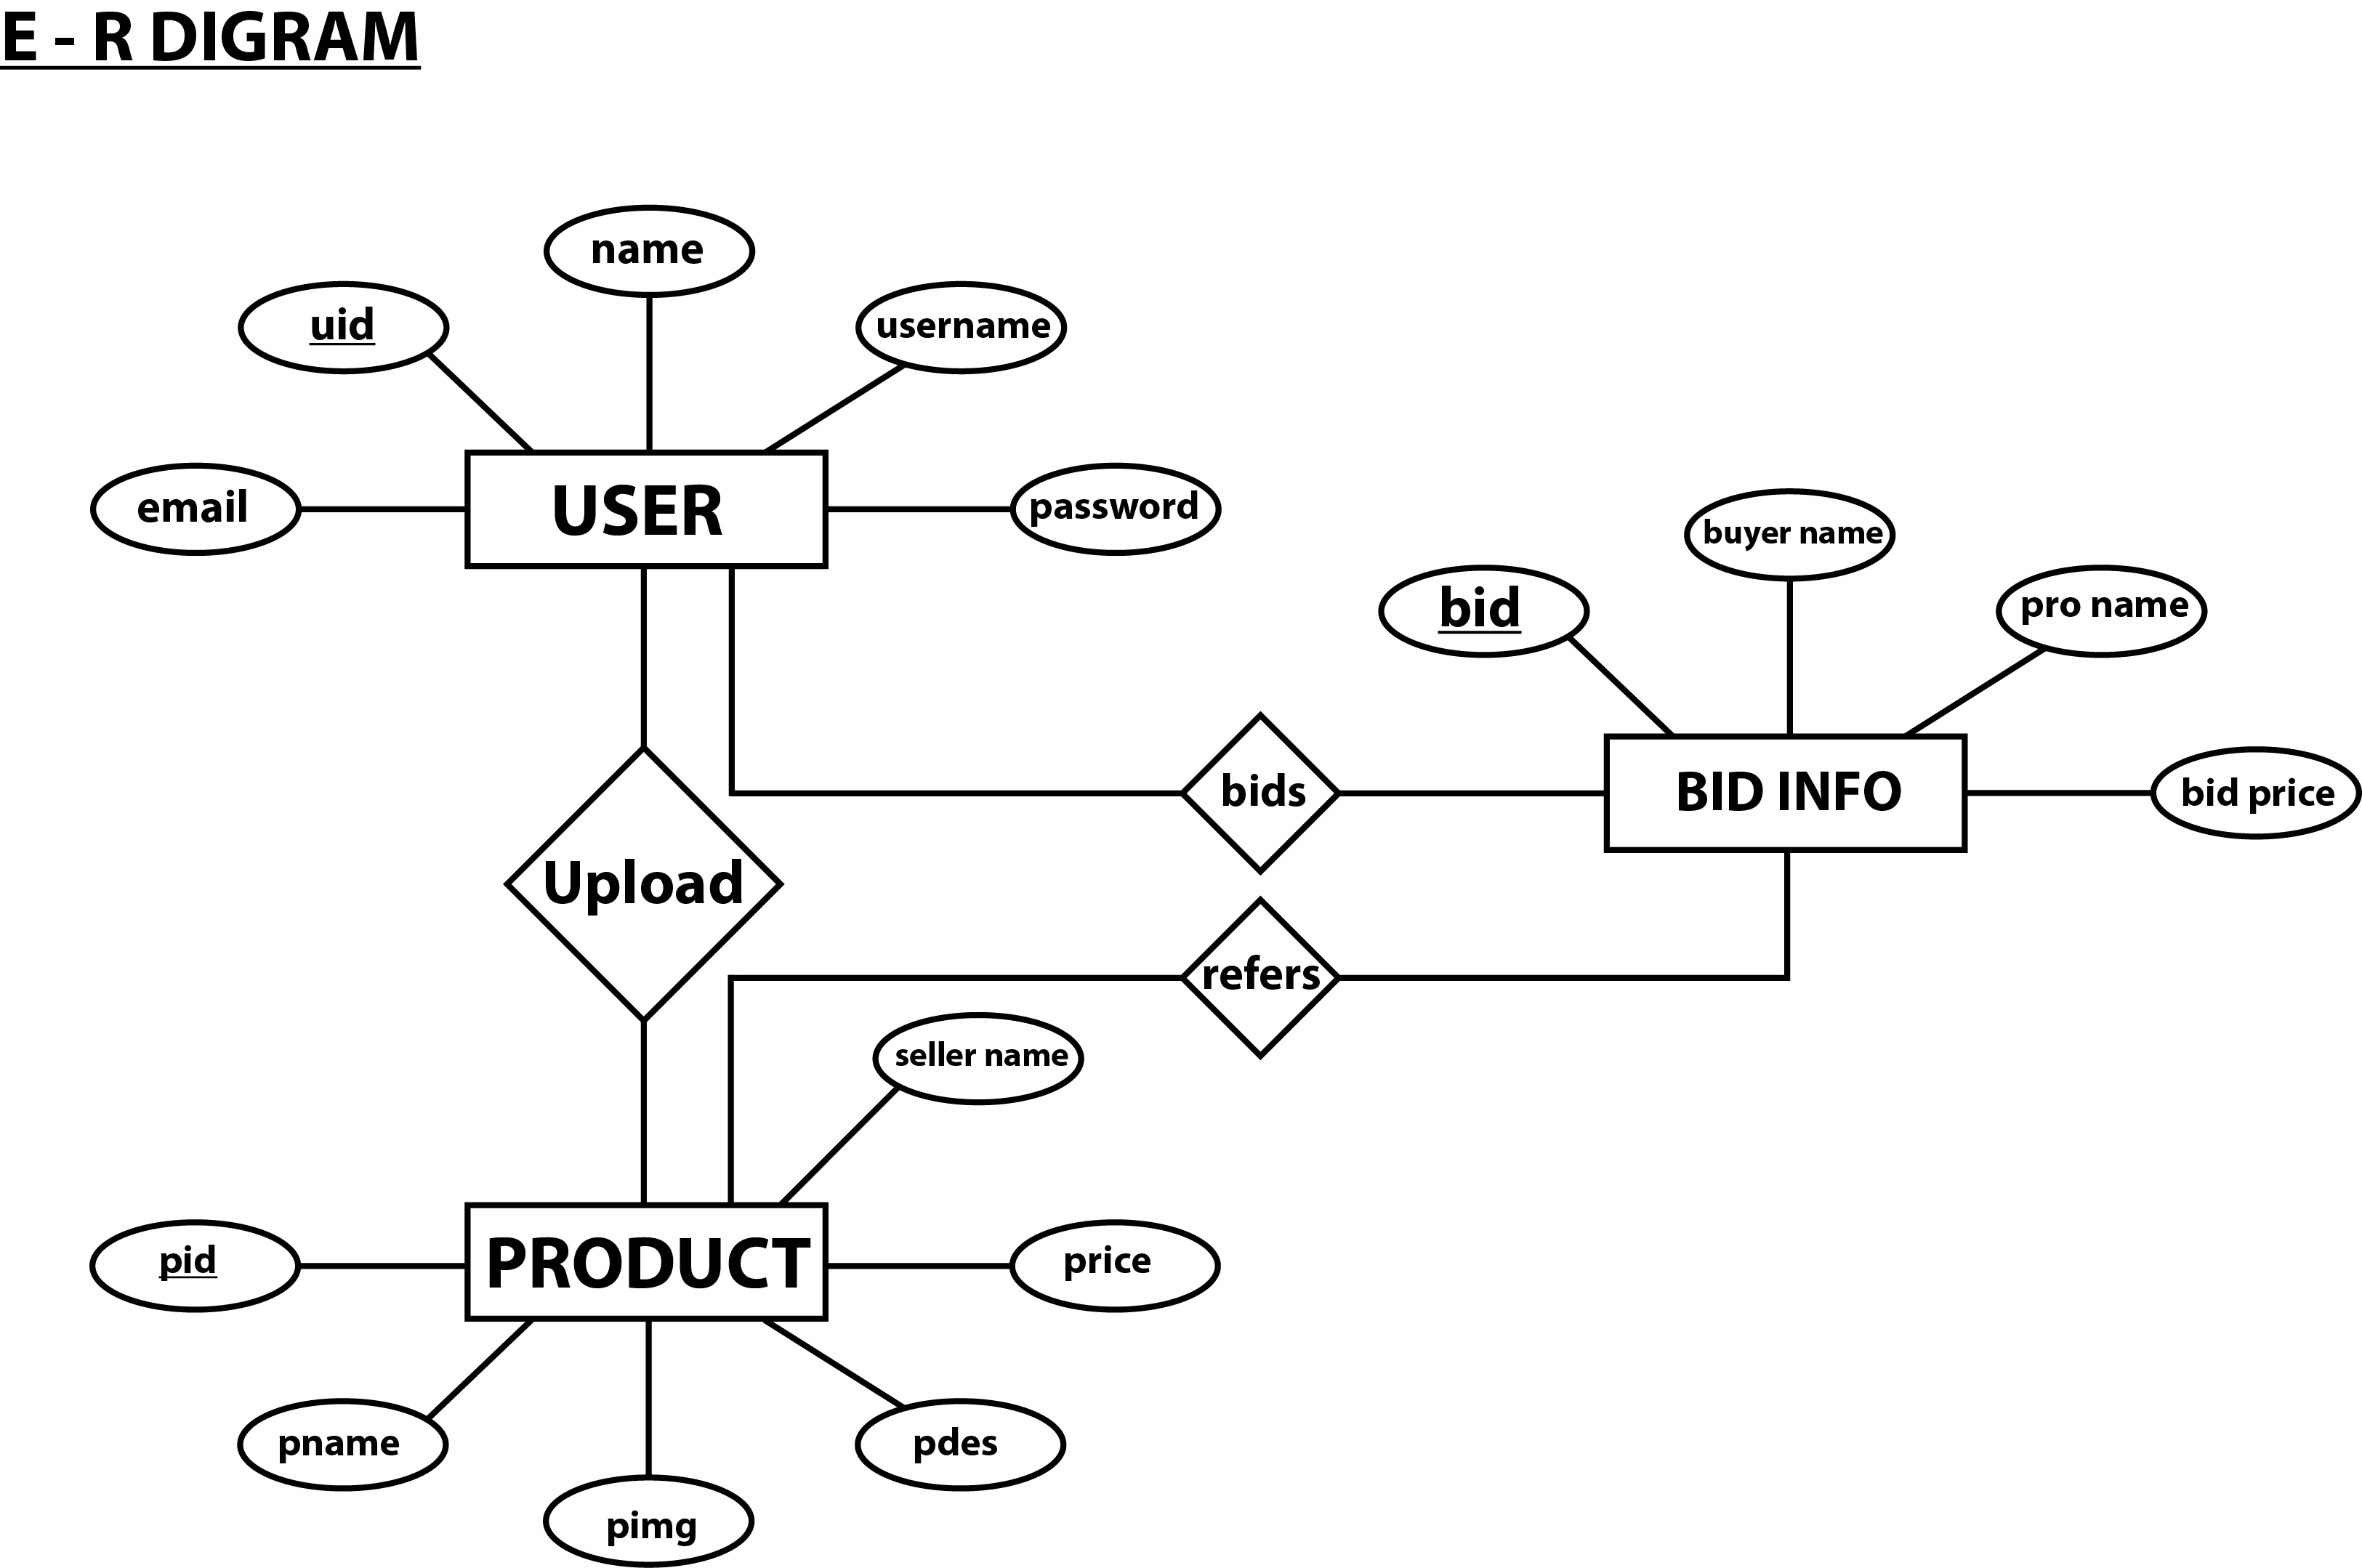 E - R DIGRAM
name
uid
username
email
USER
password
buyer name
bid
pro name
bids
BID INFO
bid price
Upload
refers
seller name
pid
PRODUCT
price
pname
pdes
pimg